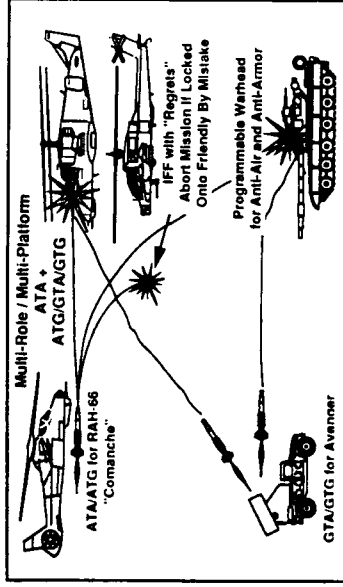 Multi-Role / Multi-Platform
ATA +
ATG/GTA/GTG
ATA/ATG for RAH-66
"Comanche"
IFF with "Regrets"
Abort Mission If Locked
Onto Friendly By Mistake
Programmable Warhead
for Anti-Air and Anti-Armor
GTA/GTG for Avenger